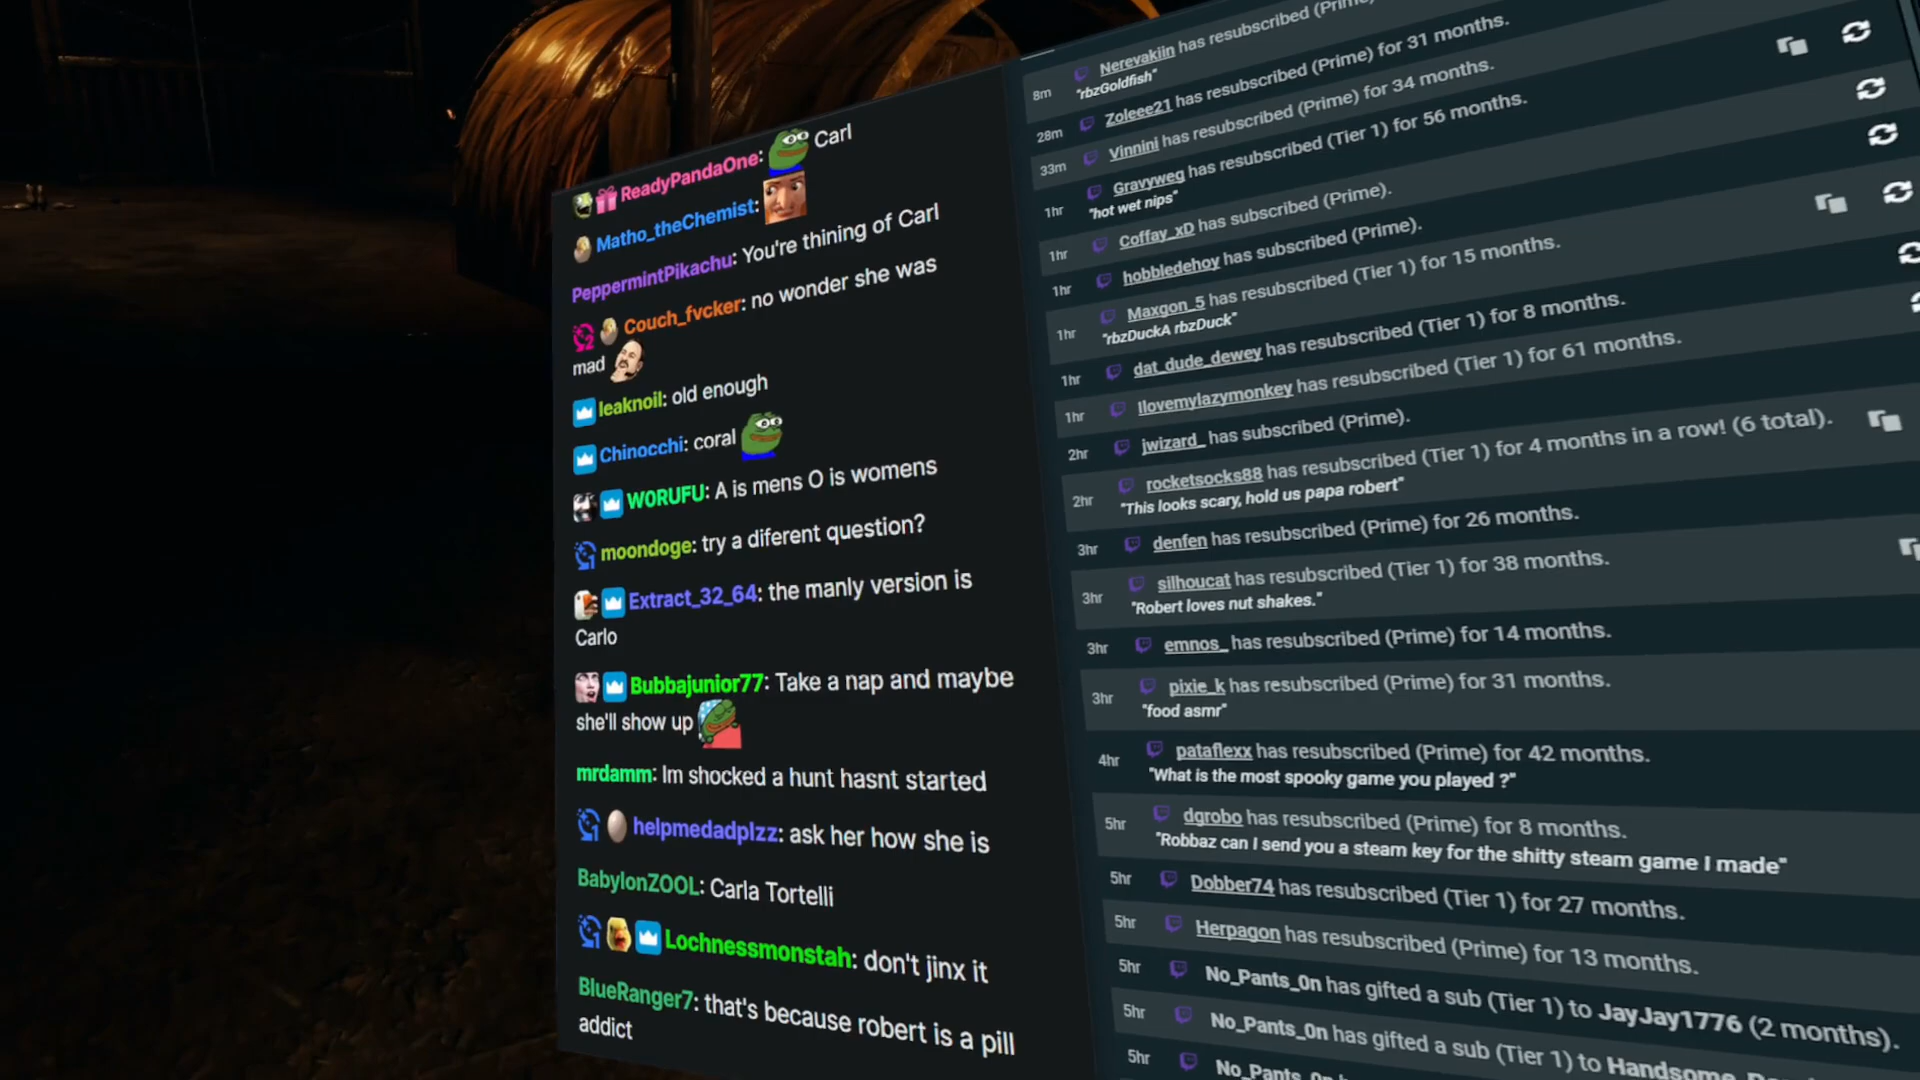 ReadyPandaOne: Carl
Matho_theChemist:
PeppermintPikachu: You're thining of Carl
Couch_fvcker: no wonder she was
mad
leaknoil: old enough
Chinocchi: coral
W0RUFU: A is mens O is womens
moondoge: try a diferent question?
Extract_32_64: the manly version is
Carlo
Bubbajunior77: Take a nap and maybe
she'll show up
mrdamm: Im shocked a hunt hasnt started
helpmedadplzz: ask her how she is
BabylonZOOL: Carla Tortelli
Lochnessmonstah: don't jinx it
BlueRanger7: that's because robert is a pill
addict
8m Nerevakiin has resubscribed
"rbzGoldfish"
28m Zoleee21 has resubscribed (Prime) for 31 months.
33m Vinnini has resubscribed (Prime) for 34 months.
1hr Gravyweg has resubscribed (Tier 1) for 56 months.
"hot wet nips"
1hr Coffay_xD has subscribed (Prime).
1hr hobbledehoy has subscribed (Prime).
1hr Maxgon_5 has resubscribed (Tier 1) for 15 months.
"rbzDuckA rbzDuck"
1hr dat_dude_dewey has resubscribed (Tier 1) for 8 months.
1hr Ilovemylazymonkey has resubscribed (Tier 1) for 61 months.
2hr jwizard_ has subscribed (Prime).
2hr rocketsocks88 has resubscribed (Tier 1) for 4 months in a row! (6 total).
"This looks scary, hold us papa robert"
3hr denfen has resubscribed (Prime) for 26 months.
3hr silhoucat has resubscribed (Tier 1) for 38 months.
"Robert loves nut shakes."
3hr emnos_ has resubscribed (Prime) for 14 months.
3hr pixie_k has resubscribed (Prime) for 31 months.
"food asmr"
4hr pataflexx has resubscribed (Prime) for 42 months.
"What is the most spooky game you played ?"
5hr dgrobo has resubscribed (Prime) for 8 months.
"Robbaz can I send you a steam key for the shitty steam game I made"
5hr Dobber74 has resubscribed (Tier 1) for 27 months.
5hr Herpagon has resubscribed (Prime) for 13 months.
5hr No_Pants_0n has gifted a sub (Tier 1) to JayJay1776 (2 months).
5hr No_Pants_0n has gifted a sub (Tier 1) to
5hr No_Pants_0n